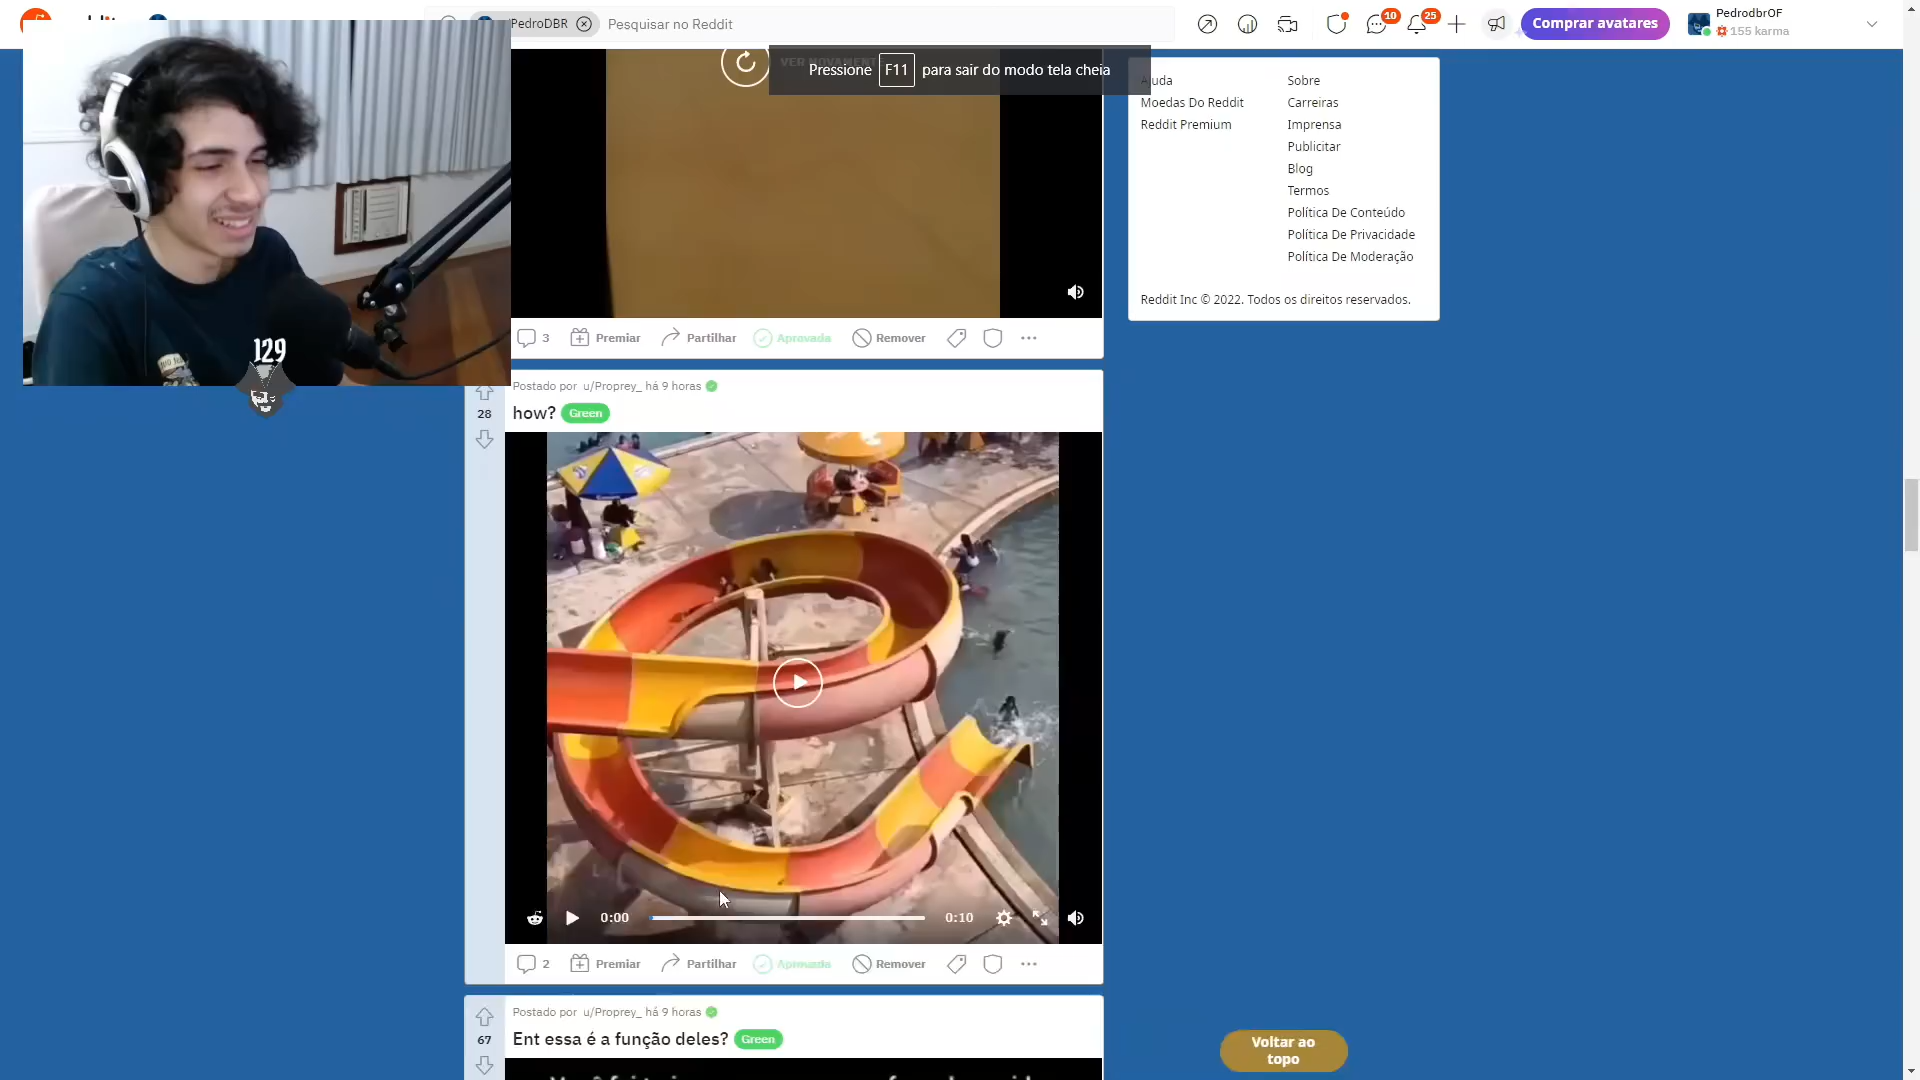 PedroDBR
Pesquisar no Reddit
10
25
Comprar avatares
PedrodbrOF
155 karma
Pressione F11 para sair do modo tela cheia
Ajuda
Sobre
Moedas Do Reddit
Carreiras
Reddit Premium
Imprensa
Publicitar
Blog
Termos
Política De Conteúdo
Política De Privacidade
Política De Moderação
Reddit Inc © 2022. Todos os direitos reservados.
129
3 Premiar Partilhar Aprovada Remover
Postado por u/Proprey_ há 9 horas
28
how? Green
0:00 0:10
2 Premiar Partilhar Aprovada Remover
Postado por u/Proprey_ há 9 horas
67
Ent essa é a função deles? Green
Voltar ao
topo